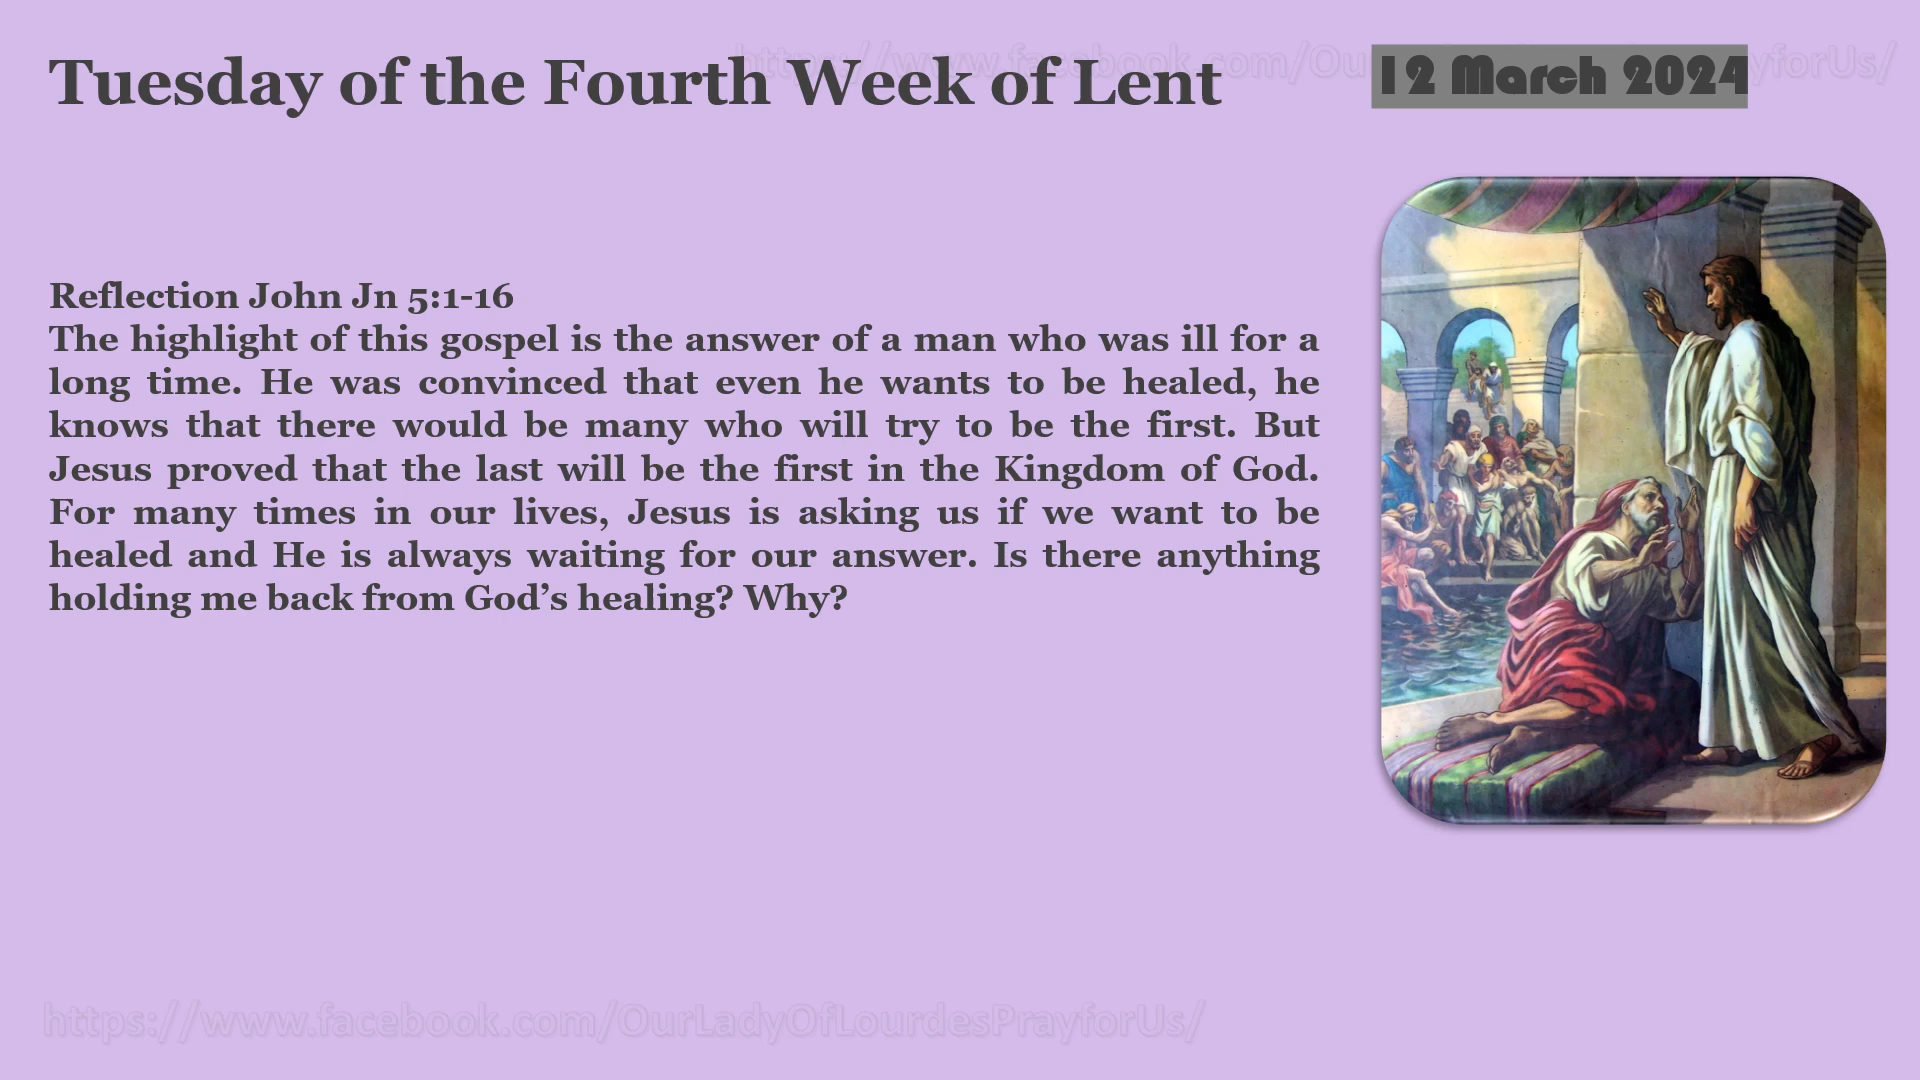 https://www.facebook.com/OurLadyOfLourdesPrayforUs/
Tuesday of the Fourth Week of Lent
12 March 2024
Reflection John Jn 5:1-16
The highlight of this gospel is the answer of a man who was ill for a
long time. He was convinced that even he wants to be healed, he
knows that there would be many who will try to be the first. But
Jesus proved that the last will be the first in the Kingdom of God.
For many times in our lives, Jesus is asking us if we want to be
healed and He is always waiting for our answer. Is there anything
holding me back from God’s healing? Why?
https://www.facebook.com/OurLadyOfLourdesPrayforUs/